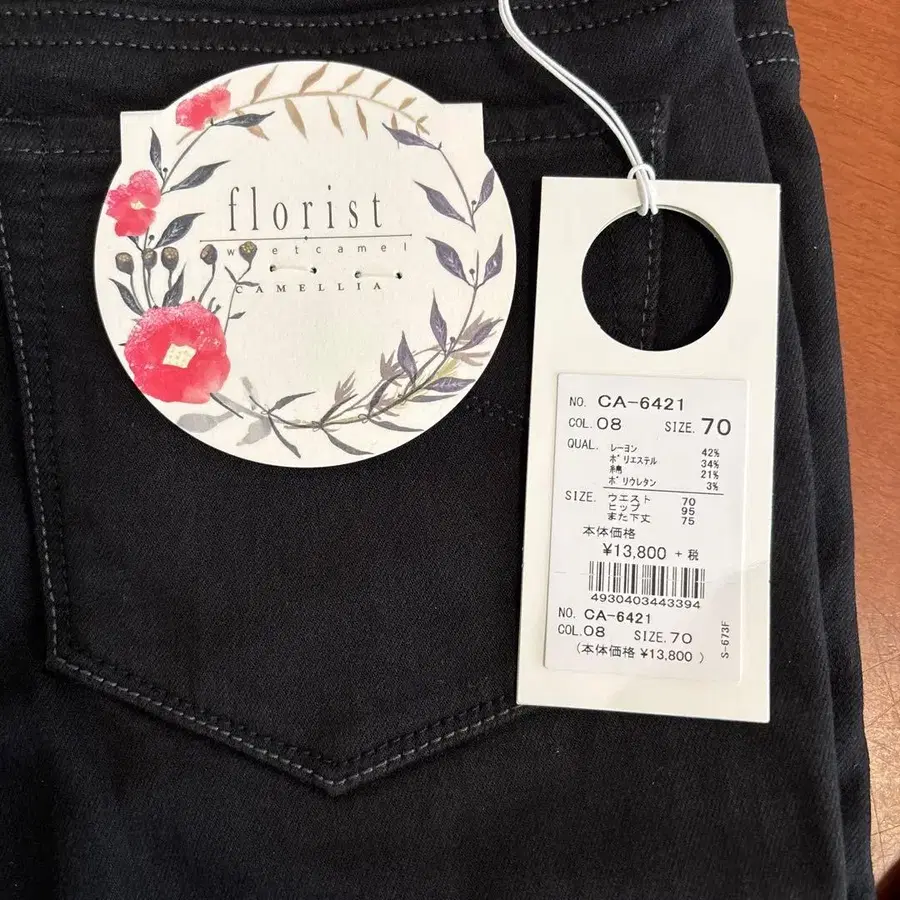 florist
sweetcamel
CAMELLIA
NO. CA-6421
COL. 08 SIZE. 70
QUAL. レーヨン 42%
ポリエステル 34%
綿 21%
ポリウレタン 3%
SIZE. ウエスト 70
ヒップ 95
また下丈 75
本体価格
¥13,800 + 税
4930403443394
NO. CA-6421
COL. 08 SIZE. 70
(本体価格 ¥13,800 )
S-673F